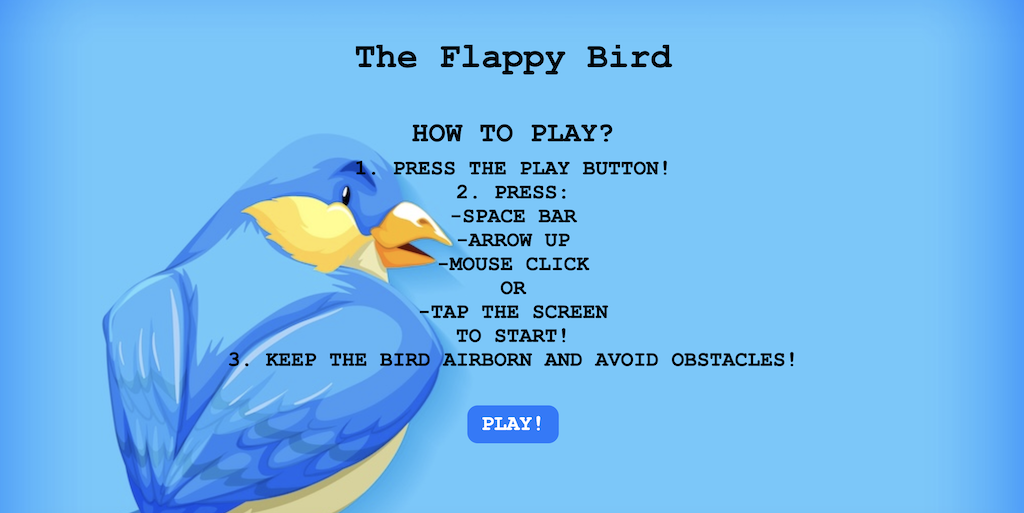 The Flappy Bird
HOW TO PLAY?
1. PRESS THE PLAY BUTTON!
2. PRESS:
-SPACE BAR
-ARROW UP
-MOUSE CLICK
OR
-TAP THE SCREEN
TO START!
3. KEEP THE BIRD AIRBORN AND AVOID OBSTACLES!
PLAY!